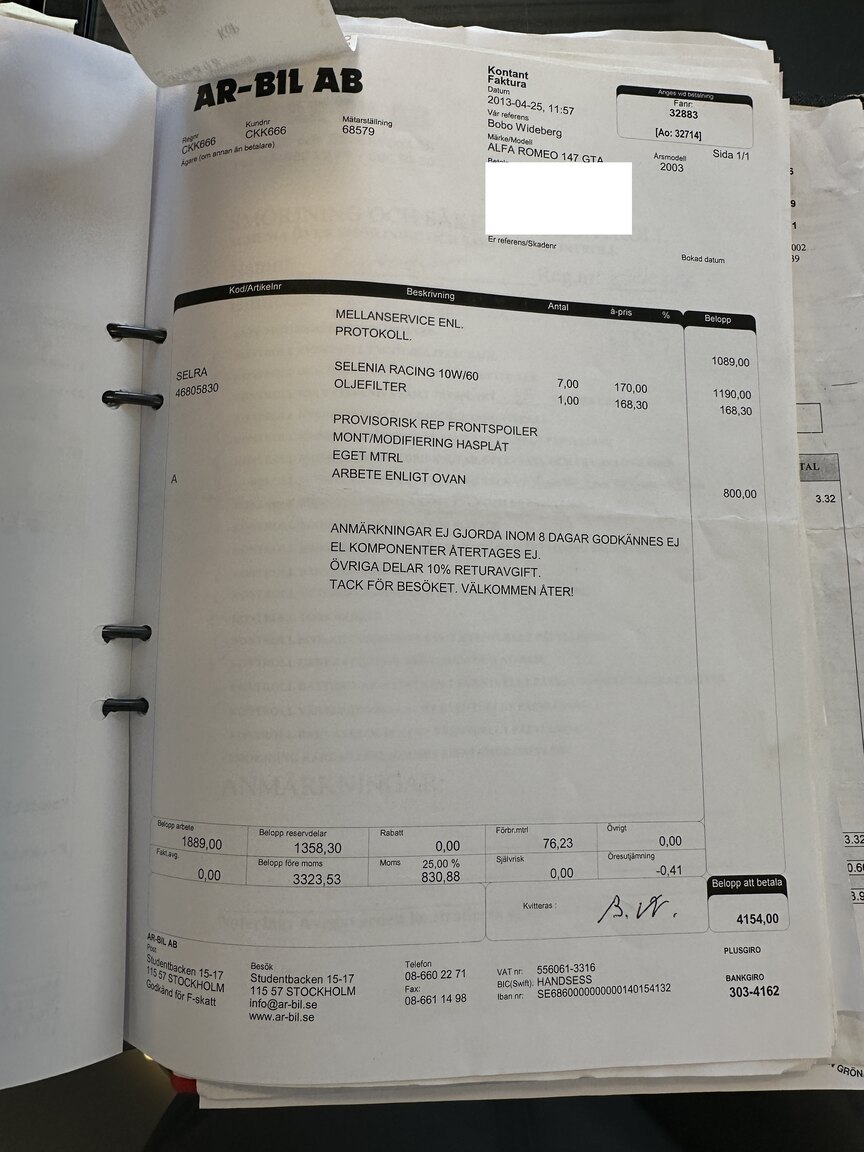 AR-BIL AB
Kontant
Faktura
Datum
2013-04-25, 11:57
Vår referens
Bobo Wideberg
Märke/Modell
ALFA ROMEO 147 GTA
Årsmodell
2003
Anges vid betalning
Fanr:
32883
[Ao: 32714]
Sida 1/1
Regnr
CKK666
Kundnr
CKK666
Mätarställning
68579
Ägare (om annan än betalare)
Er referens/Skadenr
Bokad datum
Kod/Artikelnr Beskrivning Antal à-pris % Belopp
MELLANSERVICE ENL.
PROTOKOLL.
1089,00
SELRA SELENIA RACING 10W/60 7,00 170,00 1190,00
46805830 OLJEFILTER 1,00 168,30 168,30
PROVISORISK REP FRONTSPOILER
MONT/MODIFIERING HASPLÅT
EGET MTRL
A ARBETE ENLIGT OVAN 800,00
ANMÄRKNINGAR EJ GJORDA INOM 8 DAGAR GODKÄNNES EJ
EL KOMPONENTER ÅTERTAGES EJ.
ÖVRIGA DELAR 10% RETURAVGIFT.
TACK FÖR BESÖKET. VÄLKOMMEN ÅTER!
ANMÄRKNINGAR:
Belopp arbete Belopp reservdelar Rabatt Förbr.mtrl Övrigt
1889,00 1358,30 0,00 76,23 0,00
Fakt.avg. Belopp före moms Moms 25,00 % Självrisk Öresutjämning
0,00 3323,53 830,88 0,00 -0,41
Kvitteras : B.W.
Belopp att betala
4154,00
AR-BIL AB
Post
Studentbacken 15-17
115 57 STOCKHOLM
Godkänd för F-skatt
Besök
Studentbacken 15-17
115 57 STOCKHOLM
info@ar-bil.se
www.ar-bil.se
Telefon
08-660 22 71
Fax:
08-661 14 98
VAT nr: 556061-3316
BIC(Swift): HANDSESS
Iban nr: SE6860000000000140154132
PLUSGIRO
BANKGIRO
303-4162
TAL
3.32